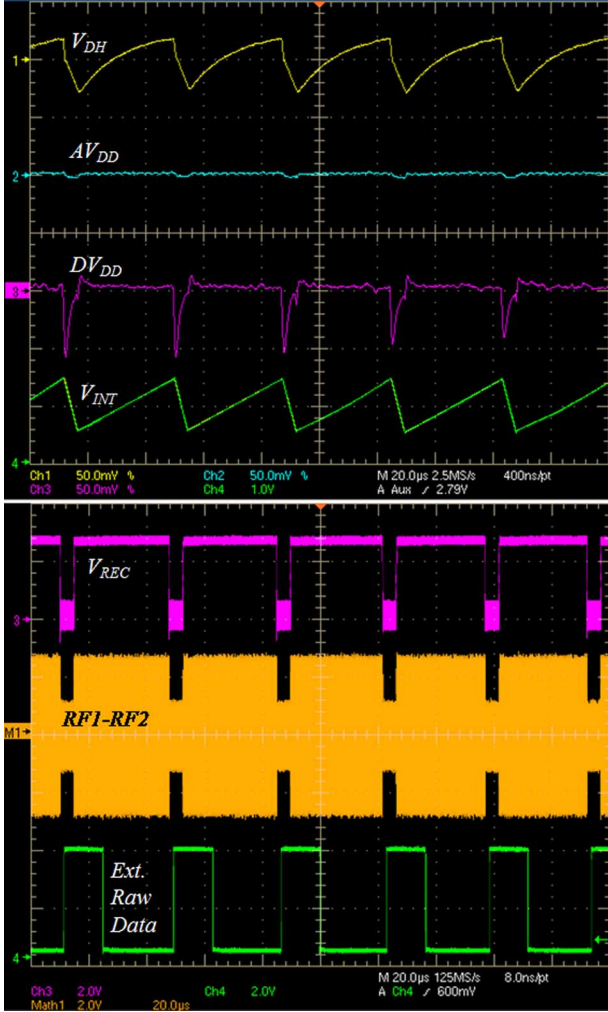 V_DH
1
AV_DD
2
DV_DD
3
V_INT
4
Ch1 50.0mV % Ch2 50.0mV % M 20.0µs 2.5MS/s 400ns/pt
Ch3 50.0mV % Ch4 1.0V A Aux ∕ 2.79V
V_REC
3
RF1-RF2
M1
Ext.
Raw
Data
4
M 20.0µs 125MS/s 8.0ns/pt
Ch3 2.0V Ch4 2.0V A Ch4 ∕ 600mV
Math1 2.0V 20.0µs